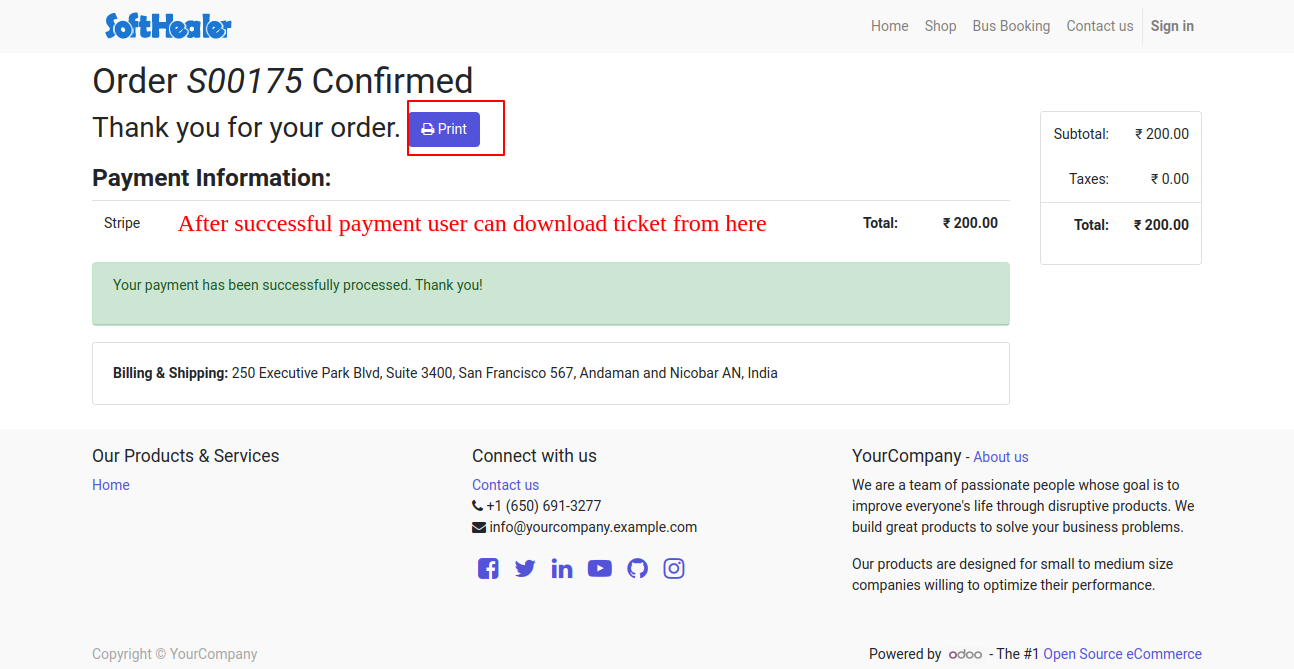 SoftHealer
Home Shop Bus Booking Contact us Sign in
Order S00175 Confirmed
Thank you for your order. Print
Subtotal: ₹ 200.00
Taxes: ₹ 0.00
Total: ₹ 200.00
Payment Information:
Stripe After successful payment user can download ticket from here Total: ₹ 200.00
Your payment has been successfully processed. Thank you!
Billing & Shipping: 250 Executive Park Blvd, Suite 3400, San Francisco 567, Andaman and Nicobar AN, India
Our Products & Services
Home
Connect with us
Contact us
+1 (650) 691-3277
info@yourcompany.example.com
YourCompany - About us
We are a team of passionate people whose goal is to
improve everyone's life through disruptive products. We
build great products to solve your business problems.
Our products are designed for small to medium size
companies willing to optimize their performance.
Copyright © YourCompany
Powered by odoo - The #1 Open Source eCommerce